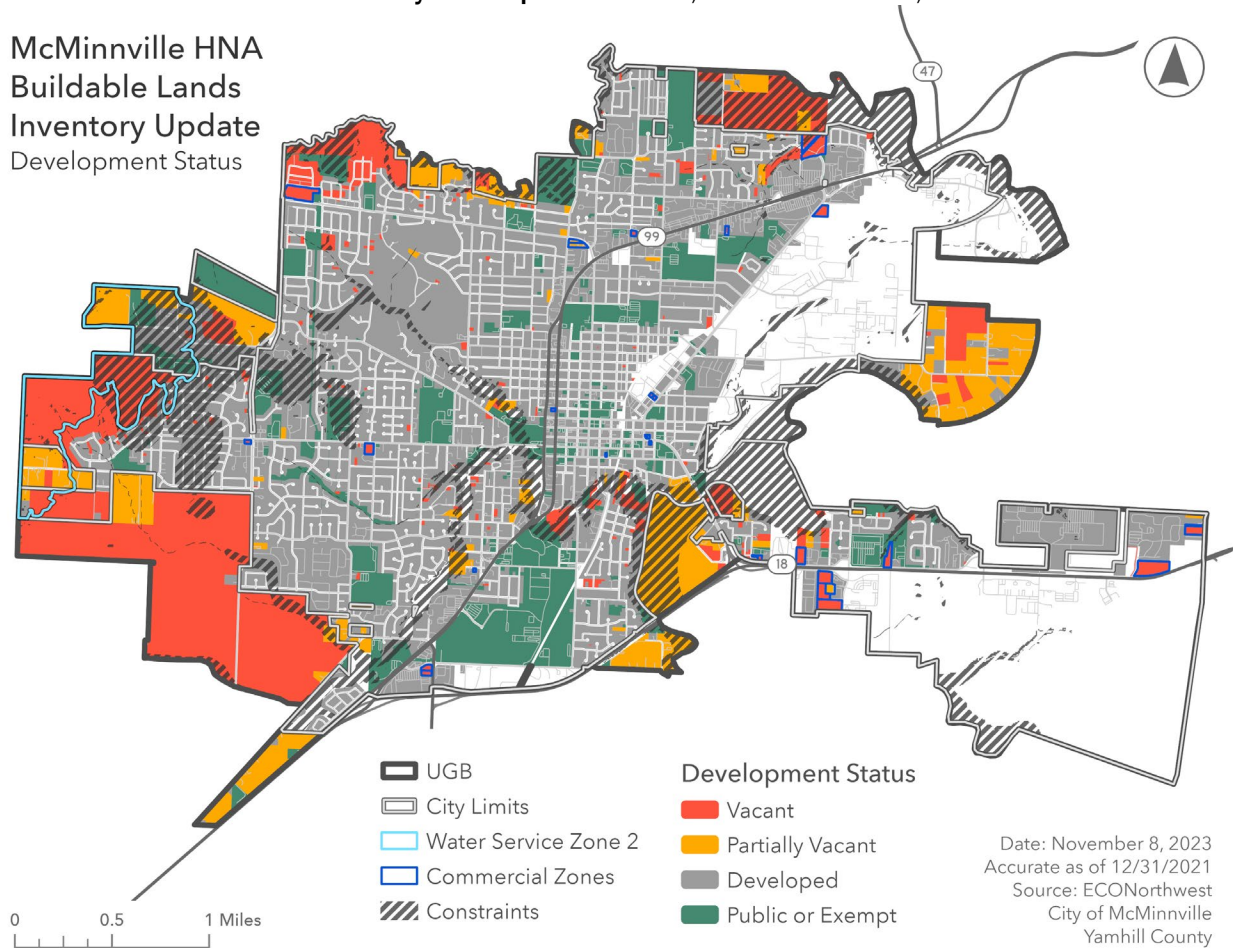 McMinnville HNA
Buildable Lands
Inventory Update
Development Status
47
99
18
UGB
City Limits
Water Service Zone 2
Commercial Zones
Constraints
Development Status
Vacant
Partially Vacant
Developed
Public or Exempt
Date: November 8, 2023
Accurate as of 12/31/2021
Source: ECONorthwest
City of McMinnville
Yamhill County
0 0.5 1 Miles